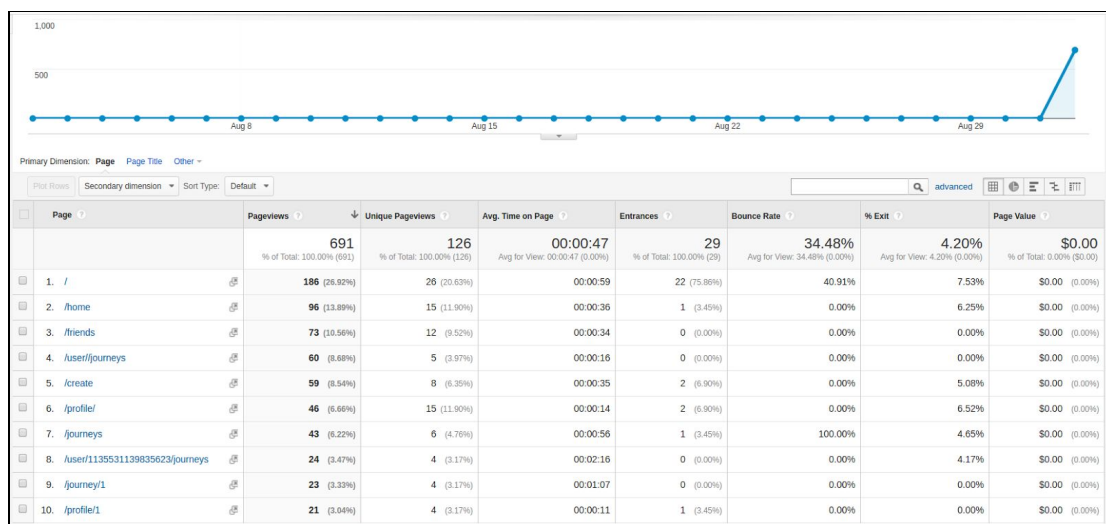 1,000
500
Aug 8 Aug 15 Aug 22 Aug 29
Primary Dimension: Page Page Title Other
Plot Rows Secondary dimension Sort Type: Default advanced
Page ? Pageviews ? Unique Pageviews ? Avg. Time on Page ? Entrances ? Bounce Rate ? % Exit ? Page Value ?
691 126 00:00:47 29 34.48% 4.20% $0.00
% of Total: 100.00% (691) % of Total: 100.00% (126) Avg for View: 00:00:47 (0.00%) % of Total: 100.00% (29) Avg for View: 34.48% (0.00%) Avg for View: 4.20% (0.00%) % of Total: 0.00% ($0.00)
1. / 186 (26.92%) 26 (20.63%) 00:00:59 22 (75.86%) 40.91% 7.53% $0.00 (0.00%)
2. /home 96 (13.89%) 15 (11.90%) 00:00:36 1 (3.45%) 0.00% 6.25% $0.00 (0.00%)
3. /friends 73 (10.56%) 12 (9.52%) 00:00:34 0 (0.00%) 0.00% 0.00% $0.00 (0.00%)
4. /user//journeys 60 (8.68%) 5 (3.97%) 00:00:16 0 (0.00%) 0.00% 0.00% $0.00 (0.00%)
5. /create 59 (8.54%) 8 (6.35%) 00:00:35 2 (6.90%) 0.00% 5.08% $0.00 (0.00%)
6. /profile/ 46 (6.66%) 15 (11.90%) 00:00:14 2 (6.90%) 0.00% 6.52% $0.00 (0.00%)
7. /journeys 43 (6.22%) 6 (4.76%) 00:00:56 1 (3.45%) 100.00% 4.65% $0.00 (0.00%)
8. /user/1135531139835623/journeys 24 (3.47%) 4 (3.17%) 00:02:16 0 (0.00%) 0.00% 4.17% $0.00 (0.00%)
9. /journey/1 23 (3.33%) 4 (3.17%) 00:01:07 0 (0.00%) 0.00% 0.00% $0.00 (0.00%)
10. /profile/1 21 (3.04%) 4 (3.17%) 00:00:11 1 (3.45%) 0.00% 0.00% $0.00 (0.00%)